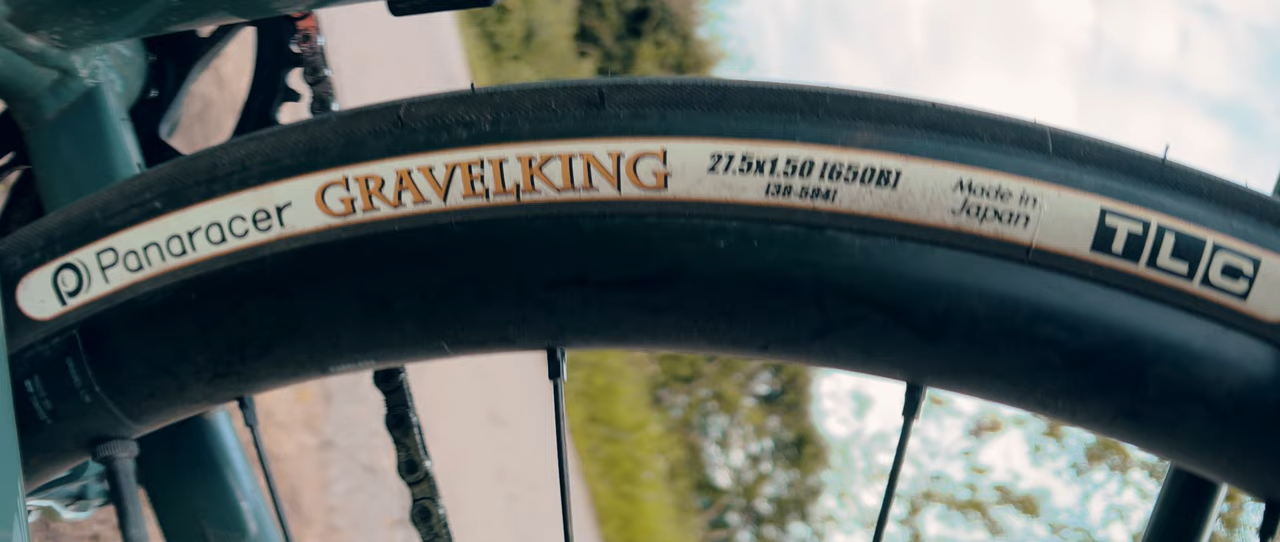 Panaracer GRAVELKING 27.5x1.50 [650B]
[38-584]
Made in
Japan
TLC